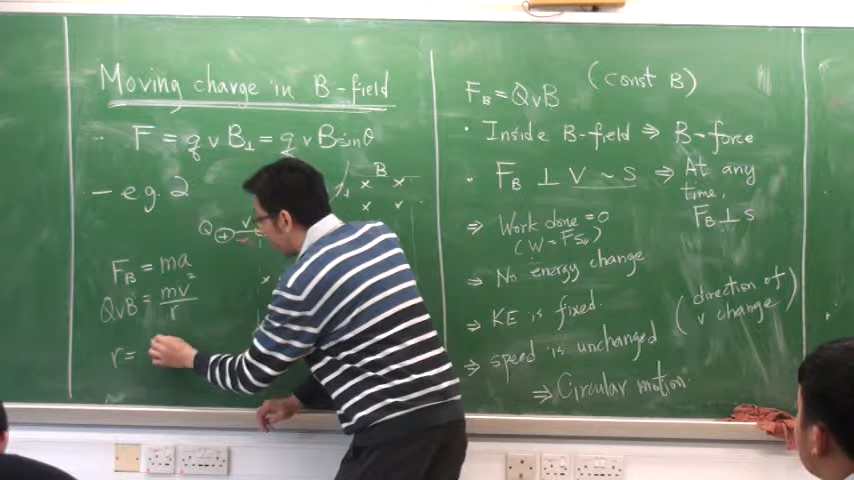 Moving charge in B-field
F = qvB⊥ = qvBsinθ
- e.g. 2
B
× ×
× ×
Q + v
×
F_B = ma
QvB = mv²/r
r =
F_B = QvB (const B)
· Inside B-field ⇒ B-force
· F_B ⊥ v ~ s ⇒ At any time, F_B ⊥ s
⇒ Work done = 0
(W = Fs)
⇒ No energy change
⇒ KE is fixed.
⇒ speed is unchanged (direction of v change)
⇒ Circular motion.